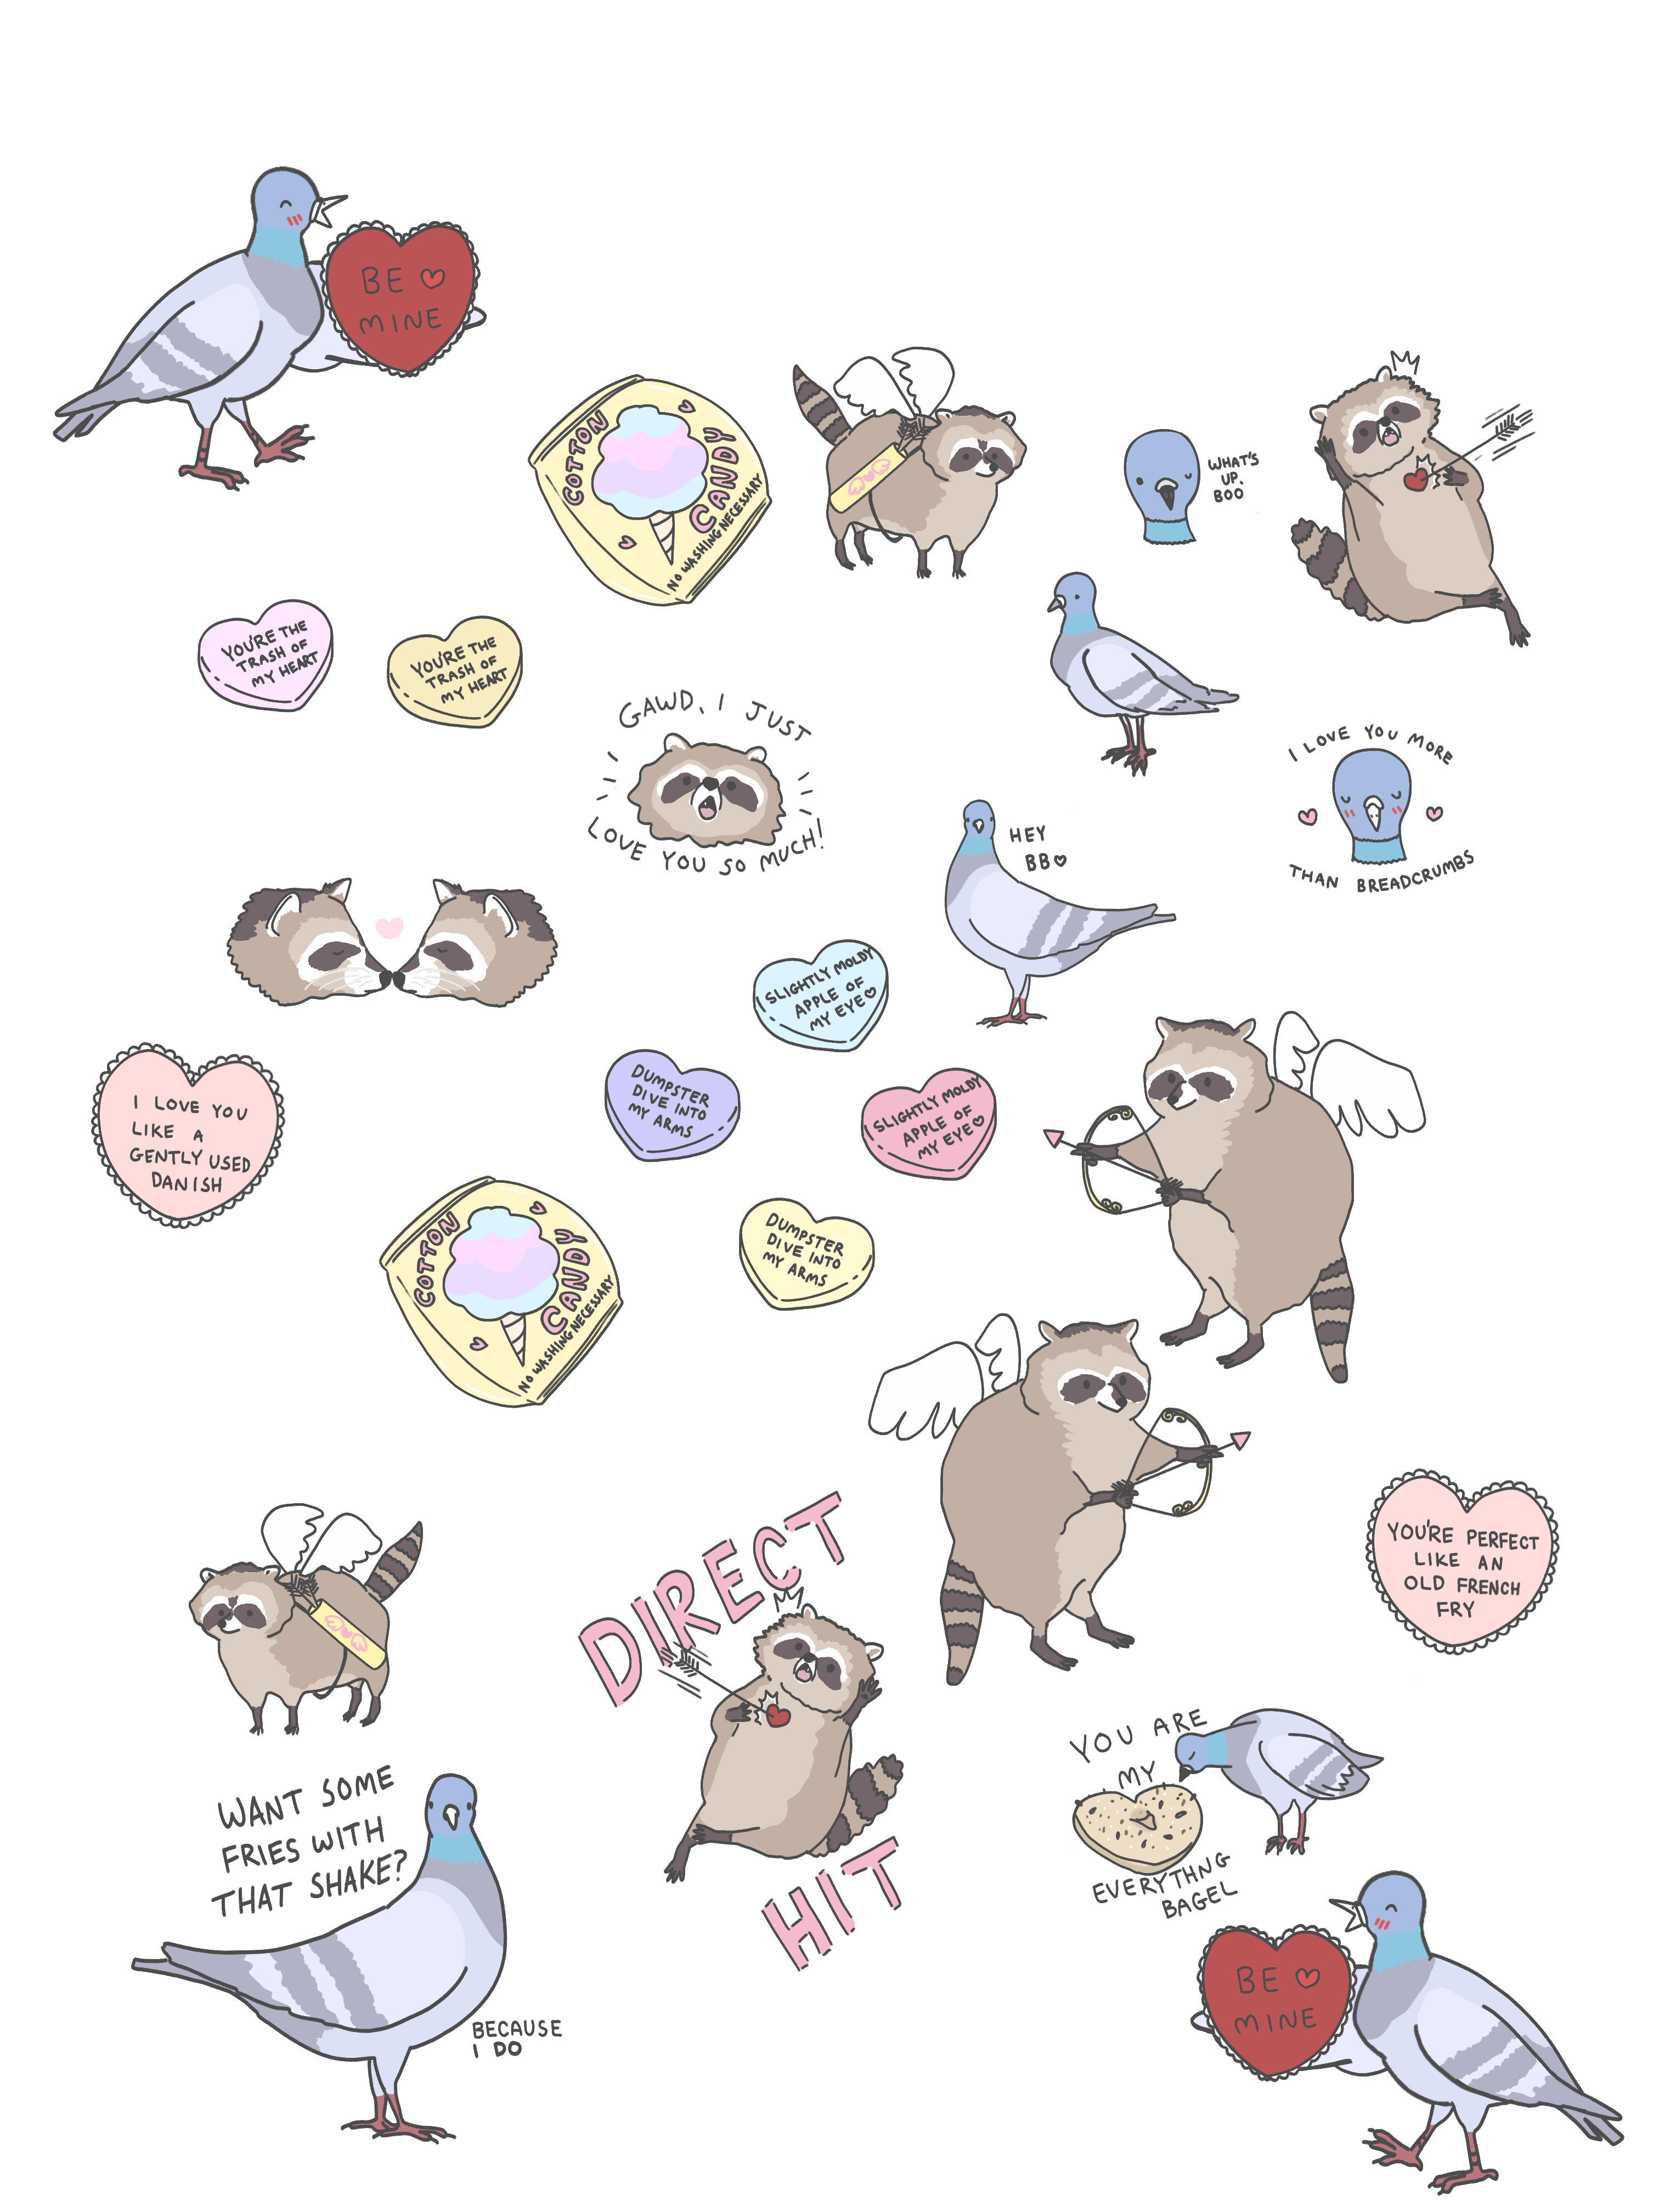 BE ♡
MINE
COTTON
CANDY
NO WASHING NECESSARY
WHAT'S
UP,
BOO
YOU'RE THE
TRASH OF
MY HEART
YOU'RE THE
TRASH OF
MY HEART
GAWD, I JUST
LOVE YOU SO MUCH!
I LOVE YOU MORE
THAN BREADCRUMBS
HEY
BB♡
SLIGHTLY MOLDY
APPLE OF
MY EYE♡
I LOVE YOU
LIKE A
GENTLY USED
DANISH
DUMPSTER
DIVE INTO
MY ARMS
SLIGHTLY MOLDY
APPLE OF
MY EYE♡
COTTON
CANDY
NO WASHING NECESSARY
DUMPSTER
DIVE INTO
MY ARMS
YOU'RE PERFECT
LIKE AN
OLD FRENCH
FRY
DIRECT
HIT
YOU ARE
MY
EVERYTHNG
BAGEL
WANT SOME
FRIES WITH
THAT SHAKE?
BECAUSE
I DO
BE ♡
MINE